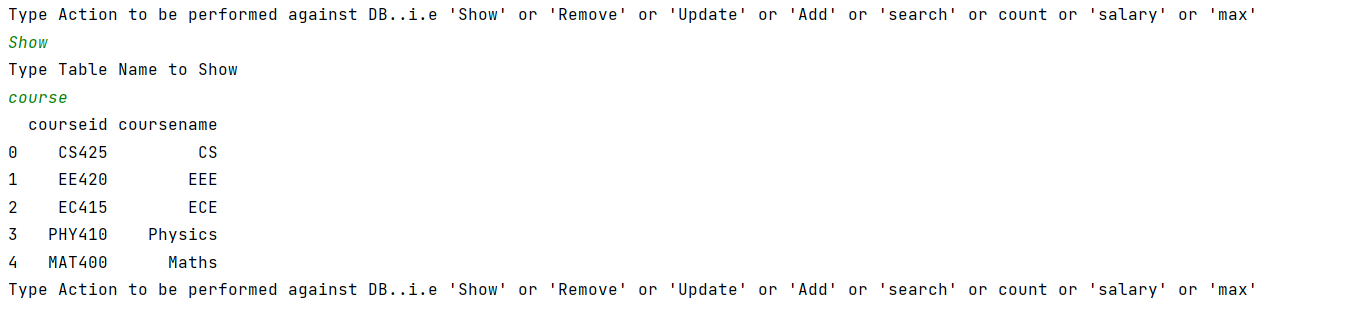 Type Action to be performed against DB..i.e 'Show' or 'Remove' or 'Update' or 'Add' or 'search' or count or 'salary' or 'max'
Show
Type Table Name to Show
course
  courseid coursename
0    CS425         CS
1    EE420        EEE
2    EC415        ECE
3   PHY410    Physics
4   MAT400      Maths
Type Action to be performed against DB..i.e 'Show' or 'Remove' or 'Update' or 'Add' or 'search' or count or 'salary' or 'max'